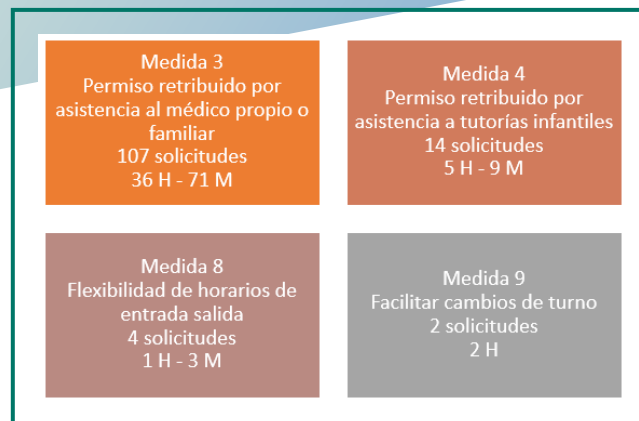 Medida 3
Permiso retribuido por
asistencia al médico propio o
familiar
107 solicitudes
36 H - 71 M
Medida 4
Permiso retribuido por
asistencia a tutorías infantiles
14 solicitudes
5 H - 9 M
Medida 8
Flexibilidad de horarios de
entrada salida
4 solicitudes
1 H - 3 M
Medida 9
Facilitar cambios de turno
2 solicitudes
2 H